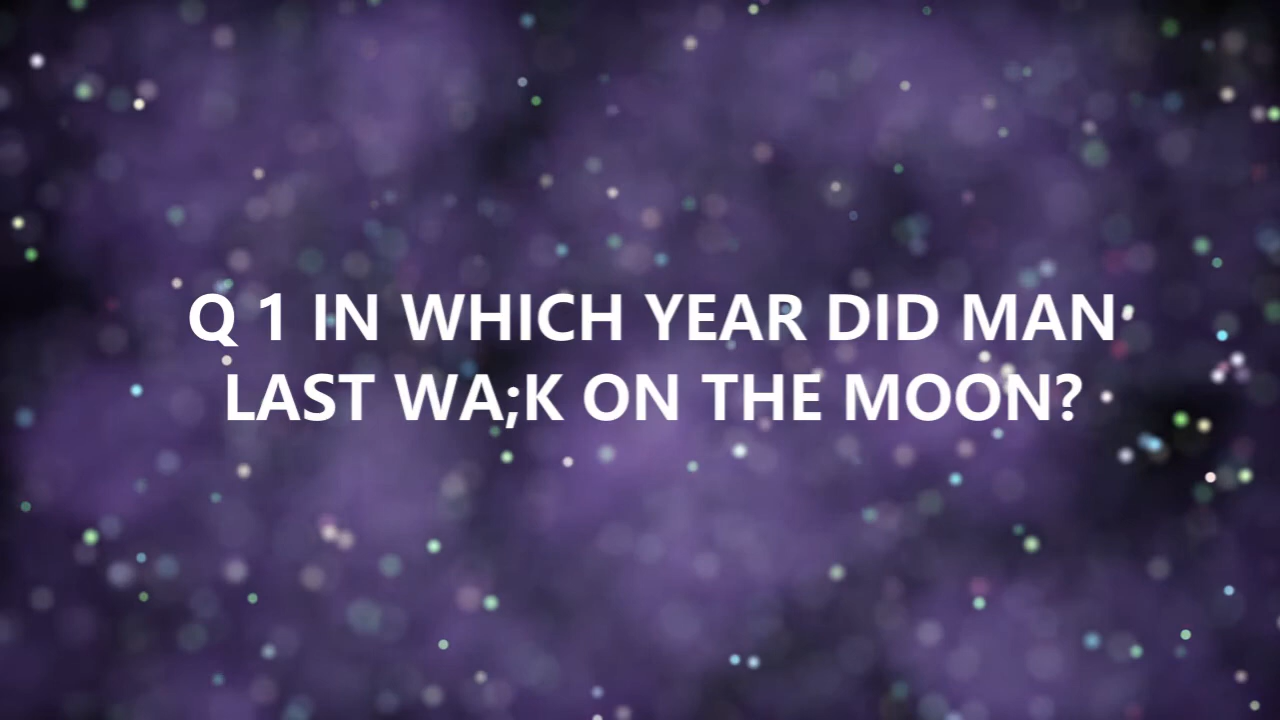 Q 1 IN WHICH YEAR DID MAN
LAST WA;K ON THE MOON?